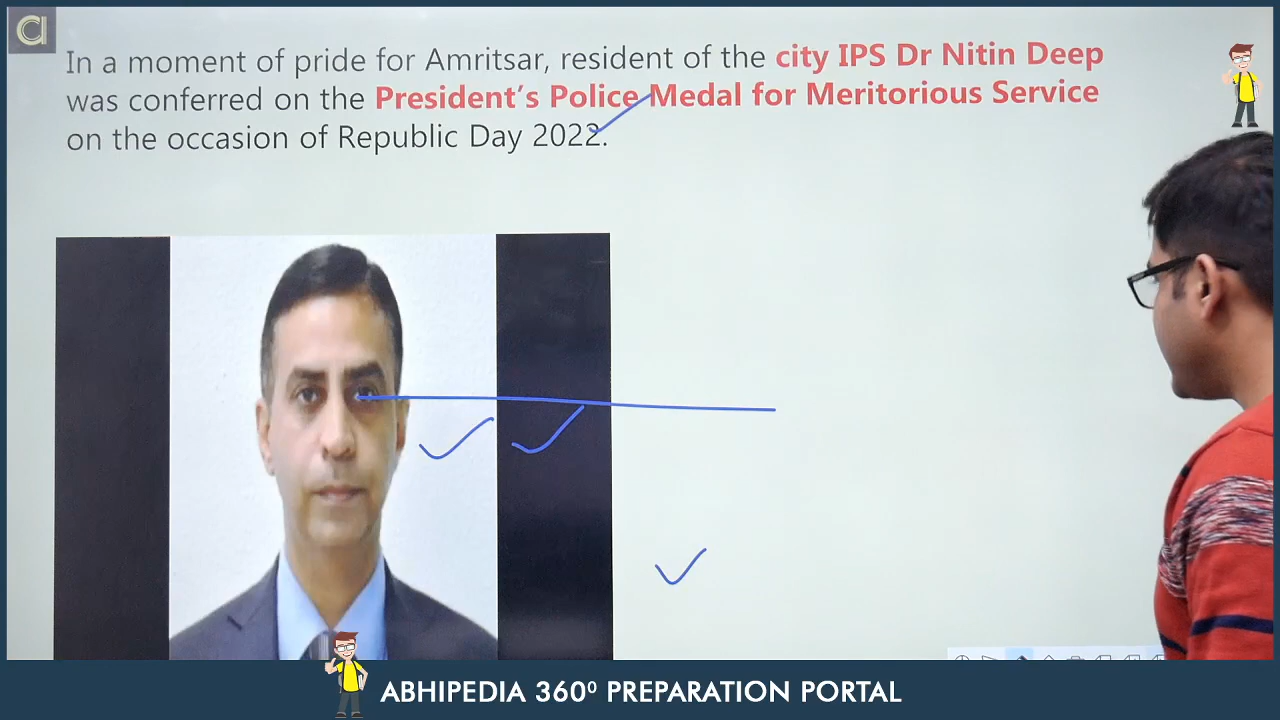 In a moment of pride for Amritsar, resident of the city IPS Dr Nitin Deep
was conferred on the President's Police Medal for Meritorious Service
on the occasion of Republic Day 2022.
ABHIPEDIA 360⁰ PREPARATION PORTAL